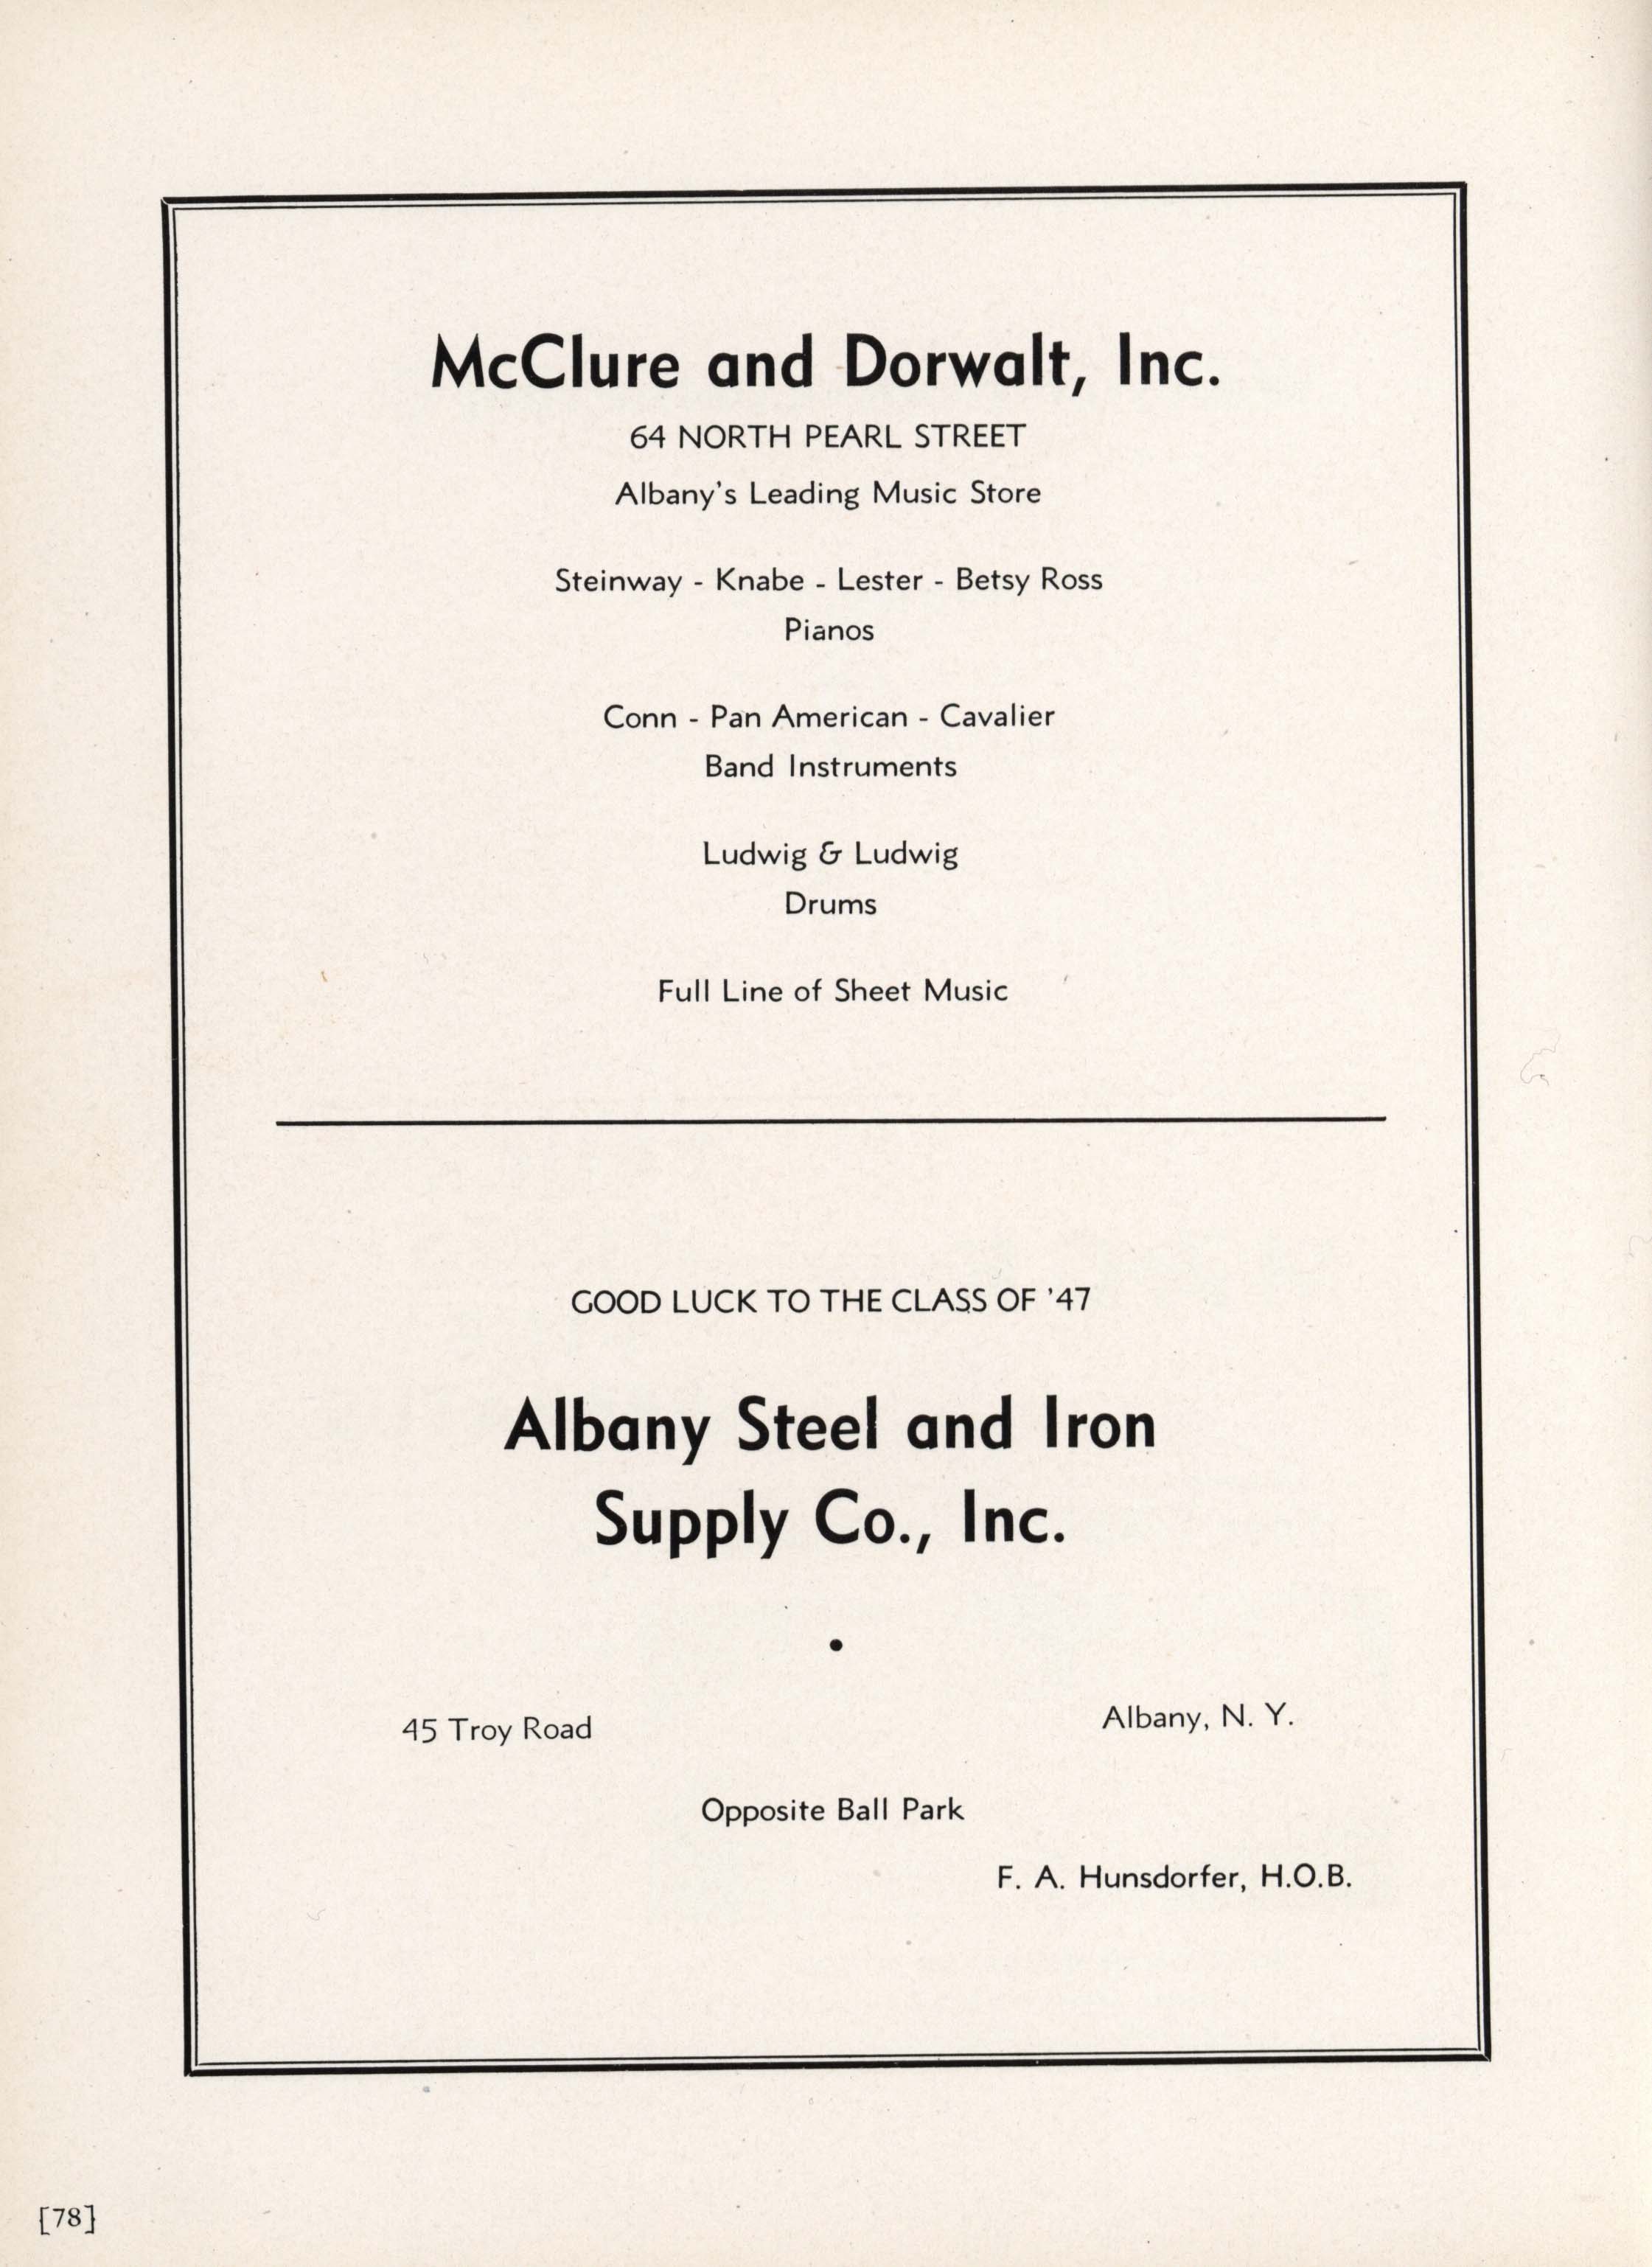 McClure and Dorwalt, Inc.
64 NORTH PEARL STREET
Albany's Leading Music Store
Steinway - Knabe - Lester - Betsy Ross
Pianos
Conn - Pan American - Cavalier
Band Instruments
Ludwig & Ludwig
Drums
Full Line of Sheet Music
GOOD LUCK TO THE CLASS OF '47
Albany Steel and Iron
Supply Co., Inc.
45 Troy Road Albany, N. Y.
Opposite Ball Park
F. A. Hunsdorfer, H.O.B.
[78]